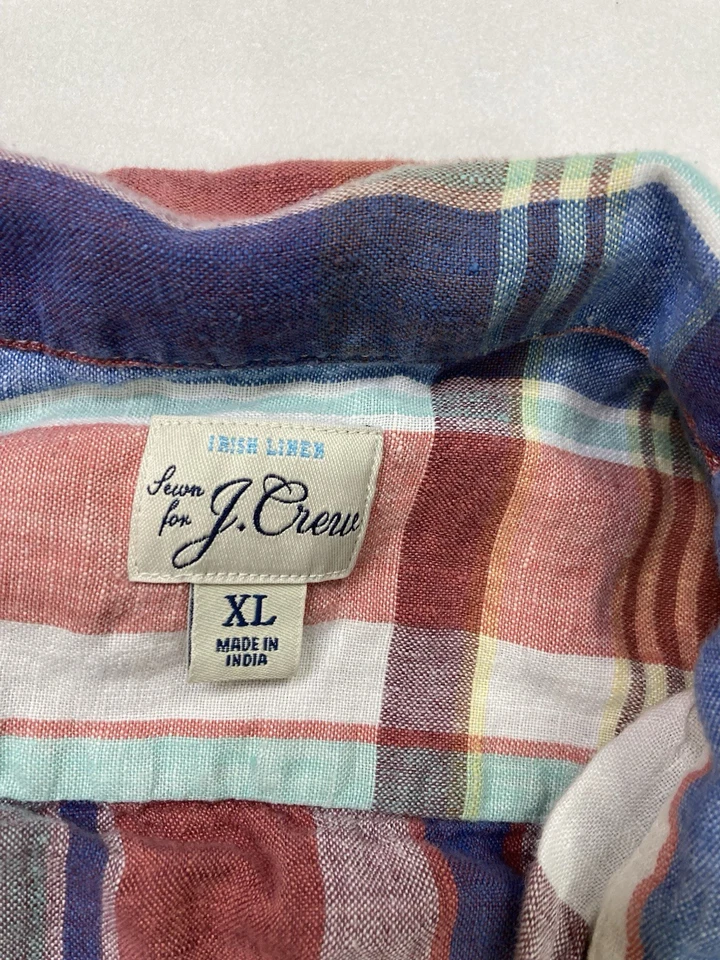 IRISH LINEN
Sewn
for J. Crew
XL
MADE IN
INDIA